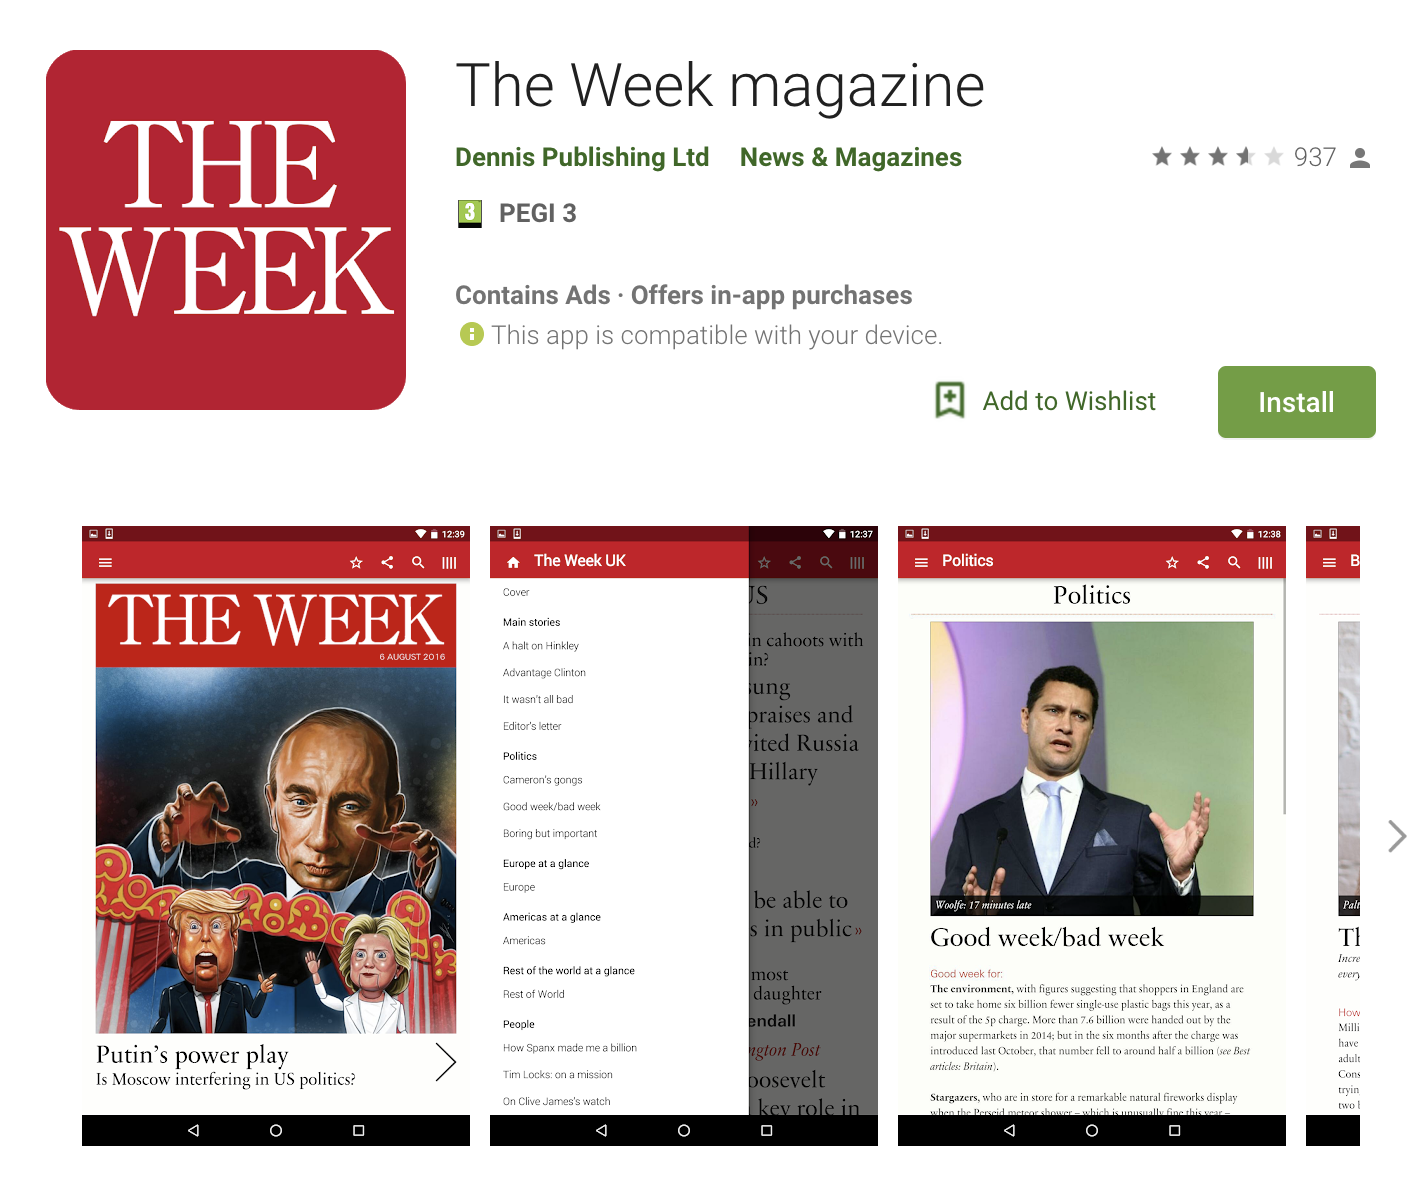 THE
WEEK
The Week magazine
Dennis Publishing Ltd News & Magazines
937
3 PEGI 3
Contains Ads · Offers in-app purchases
This app is compatible with your device.
Add to Wishlist
Install
12:39
THE WEEK
6 AUGUST 2016
Putin's power play
Is Moscow interfering in US politics?
12:37
The Week UK
Cover
Main stories
A halt on Hinkley
Advantage Clinton
It wasn't all bad
Editor's letter
Politics
Cameron's gongs
Good week/bad week
Boring but important
Europe at a glance
Europe
Americas at a glance
Americas
Rest of the world at a glance
Rest of World
People
How Spanx made me a billion
Tim Locks: on a mission
On Clive James's watch
US
in cahoots with
in?
sung
praises and
vited Russia
Hillary
»
d?
be able to
s in public»
most
daughter
endall
ngton Post
oosevelt
key role in
12:38
Politics
Politics
Woolfe: 17 minutes late
Good week/bad week
Good week for:
The environment, with figures suggesting that shoppers in England are
set to take home six billion fewer single-use plastic bags this year, as a
result of the 5p charge. More than 7.6 billion were handed out by the
major supermarkets in 2014; but in the six months after the charge was
introduced last October, that number fell to around half a billion (see Best
articles: Britain).
Stargazers, who are in store for a remarkable natural fireworks display
when the Perseid meteor shower – which is unusually fine this year –
B
Palt
Th
Incre
every
How
Milli
have
adult
Cons
tryin
two b